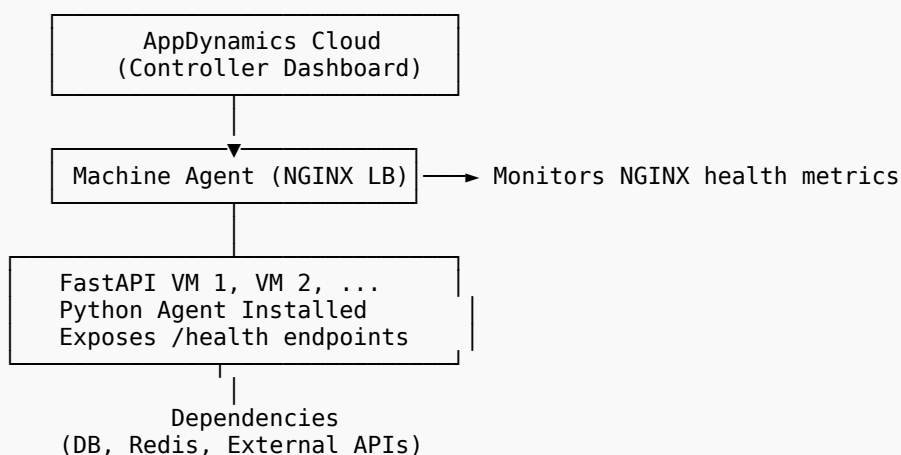 AppDynamics Cloud
(Controller Dashboard)
Machine Agent (NGINX LB)
Monitors NGINX health metrics
FastAPI VM 1, VM 2, ...
Python Agent Installed
Exposes /health endpoints
Dependencies
(DB, Redis, External APIs)